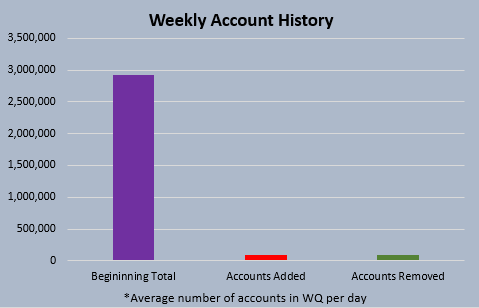 Weekly Account History
3,500,000
3,000,000
2,500,000
2,000,000
1,500,000
1,000,000
500,000
0
Begininning Total Accounts Added Accounts Removed
*Average number of accounts in WQ per day